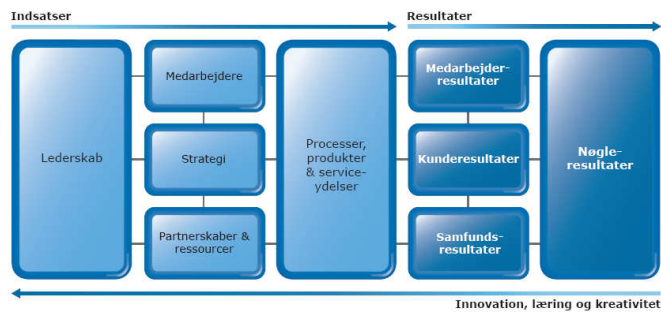 Indsatser
Resultater
Lederskab
Medarbejdere
Strategi
Partnerskaber &
ressourcer
Processer,
produkter
& service-
ydelser
Medarbejder-
resultater
Kunderesultater
Samfunds-
resultater
Nøgle-
resultater
Innovation, læring og kreativitet